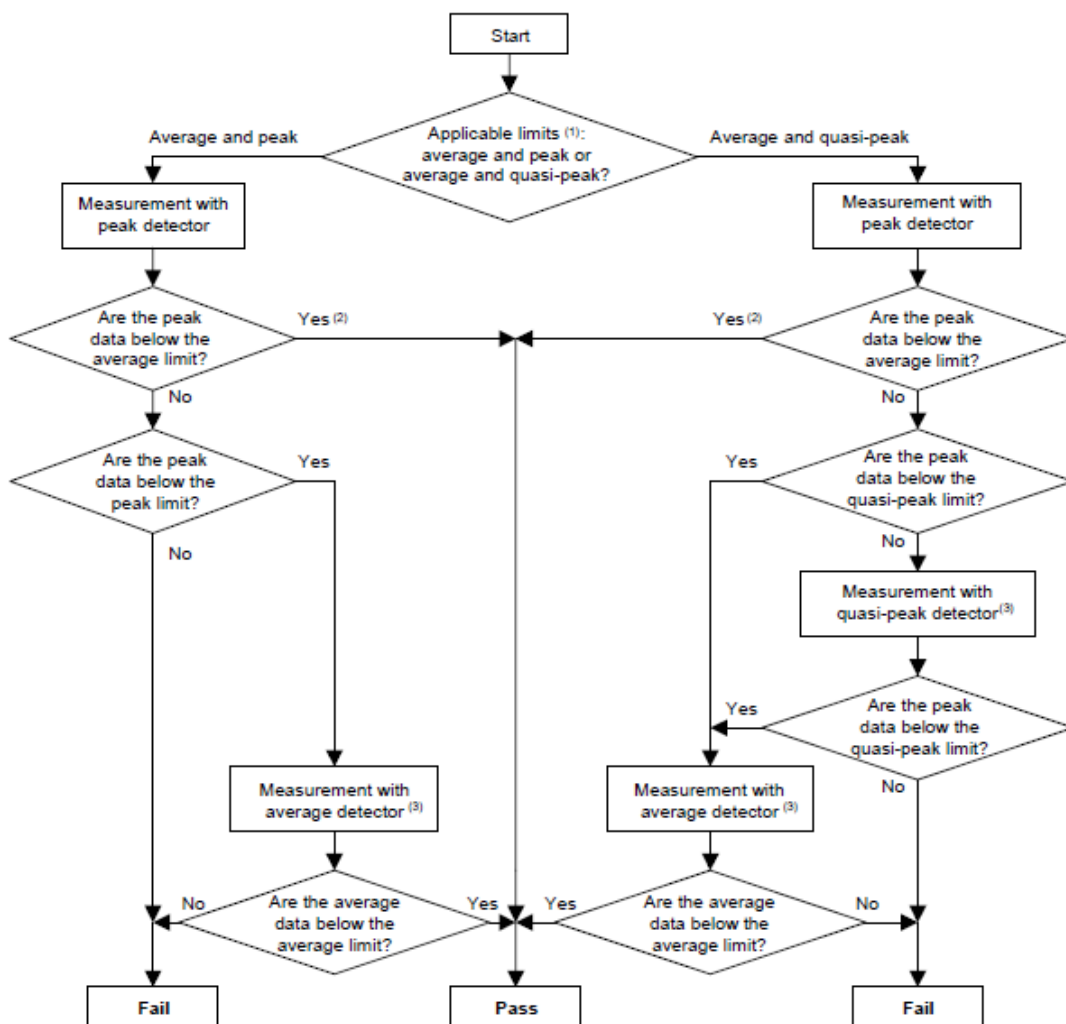 Start
Average and peak
Applicable limits (1):
average and peak or
average and quasi-peak?
Average and quasi-peak
Measurement with
peak detector
Measurement with
peak detector
Are the peak
data below the
average limit?
Yes (2)
Yes (2)
Are the peak
data below the
average limit?
No
No
Are the peak
data below the
peak limit?
Yes
Yes
Are the peak
data below the
quasi-peak limit?
No
No
Measurement with
quasi-peak detector(3)
Yes
Are the peak
data below the
quasi-peak limit?
No
Measurement with
average detector (3)
Measurement with
average detector (3)
No
Are the average
data below the
average limit?
Yes
Yes
Are the average
data below the
average limit?
No
Fail
Pass
Fail